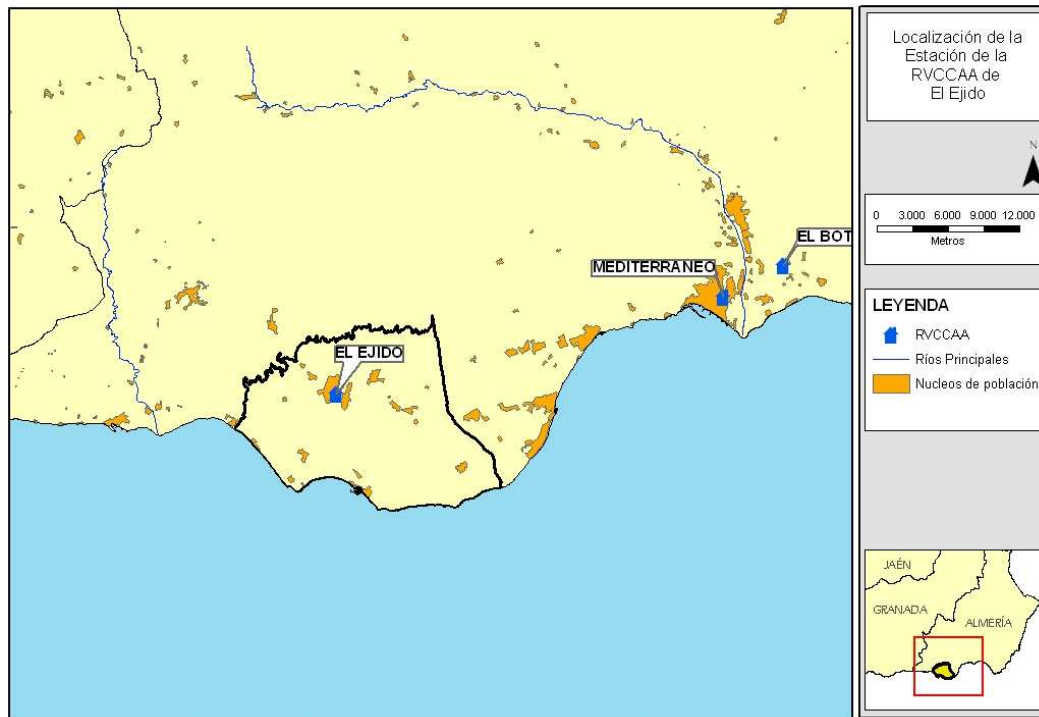 Localización de la
Estación de la
RVCCAA de
El Ejido
N
0 3.000 6.000 9.000 12.000
Metros
EL BOT
MEDITERRANEO
EL EJIDO
LEYENDA
RVCCAA
Ríos Principales
Nucleos de población
JAÉN
GRANADA
ALMERÍA